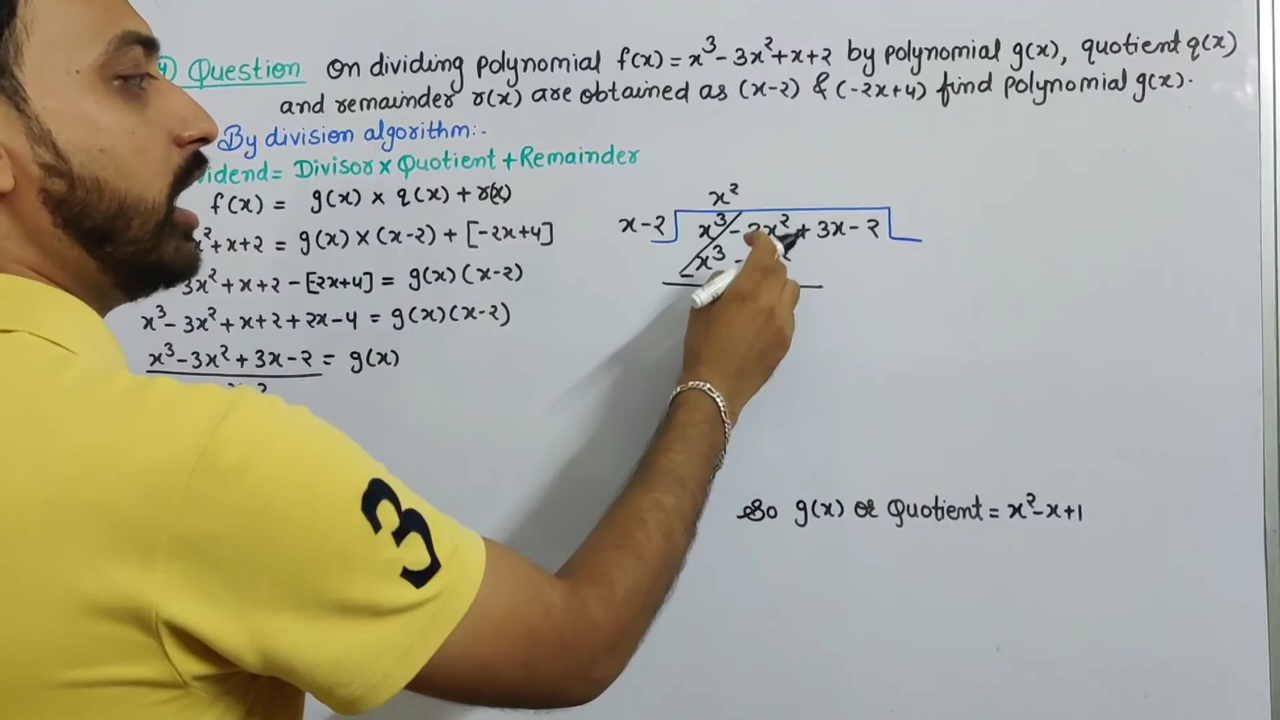 Question On dividing polynomial f(x) = x³ - 3x² + x + 2 by polynomial g(x), quotient q(x)
and remainder r(x) are obtained as (x-2) & (-2x+4) find polynomial g(x).
By division algorithm:-
vidend = Divisor × Quotient + Remainder
f(x) = g(x) × q(x) + r(x)
x² + x + 2 = g(x) × (x-2) + [-2x+4]
3x² + x + 2 - [2x+4] = g(x) (x-2)
x³ - 3x² + x + 2 + 2x - 4 = g(x) (x-2)
x³ - 3x² + 3x - 2 = g(x)
x²
x-2 x³ - 3x² + 3x - 2
x³ -
So g(x) or Quotient = x² - x + 1
3